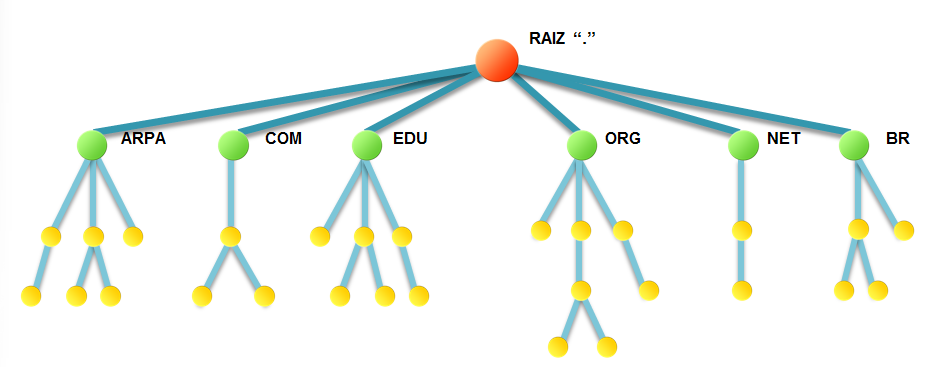 RAIZ “.”
ARPA
COM
EDU
ORG
NET
BR